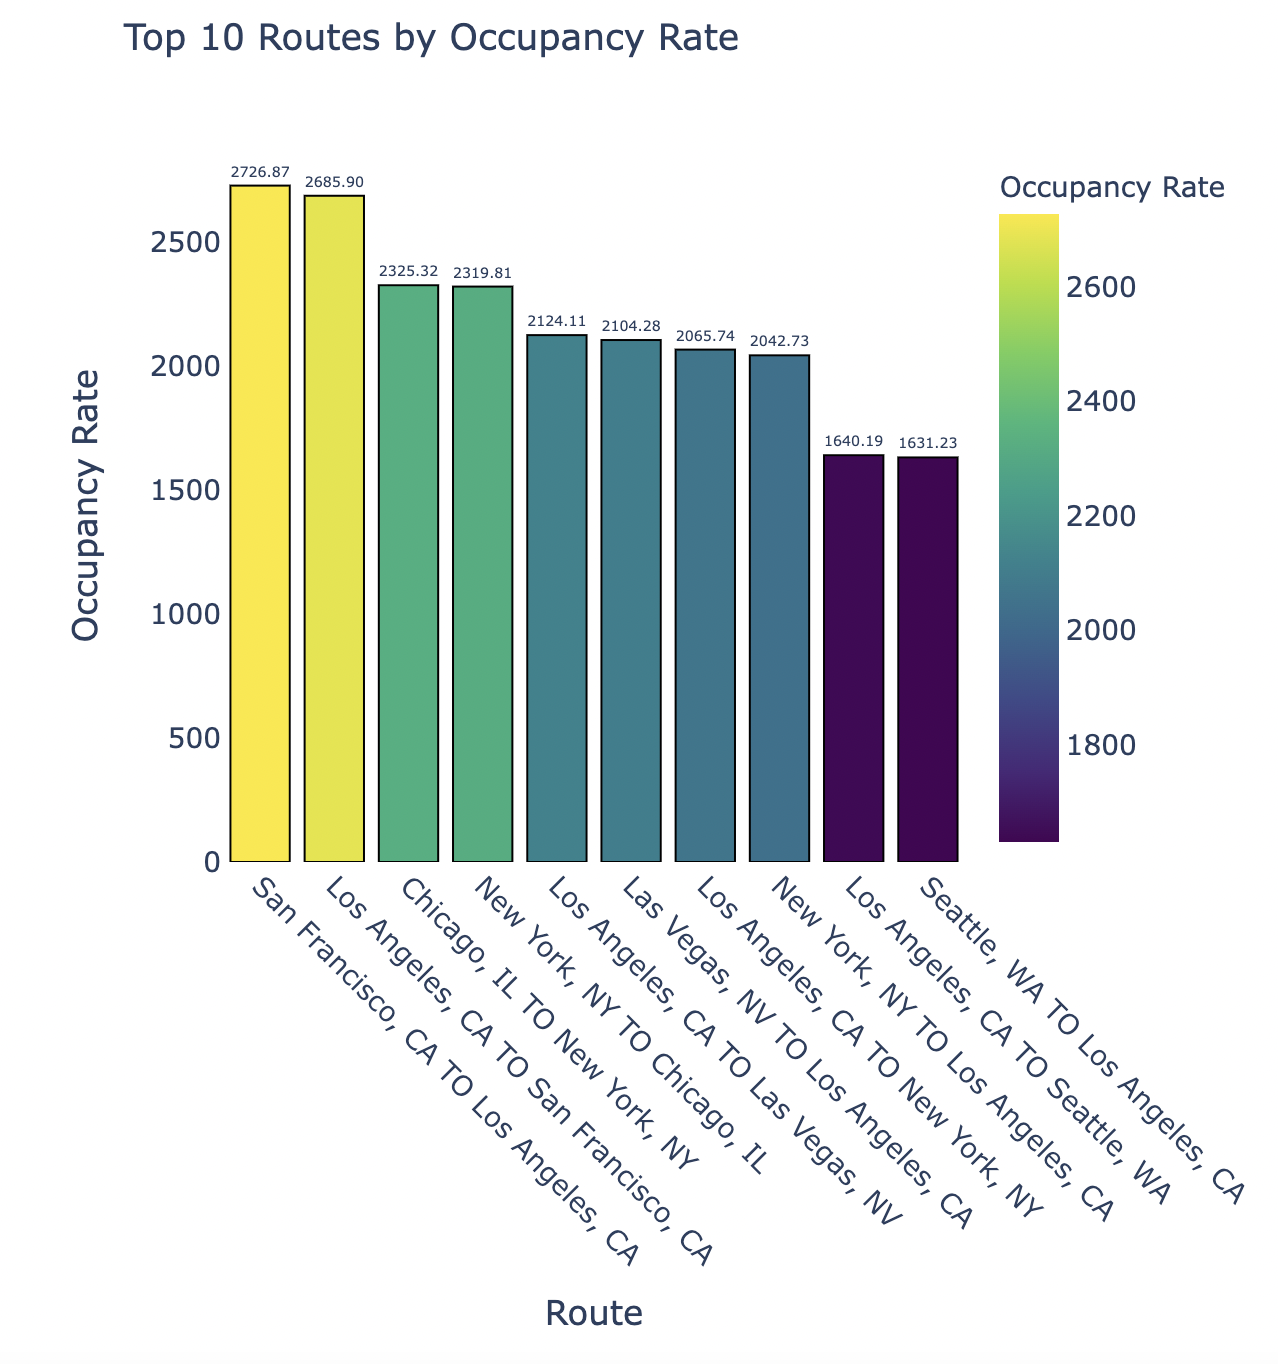 Top 10 Routes by Occupancy Rate
2726.87
2685.90
2325.32
2319.81
2124.11
2104.28
2065.74
2042.73
1640.19
1631.23
Occupancy Rate
2500
2000
1500
1000
500
0
Occupancy Rate
2600
2400
2200
2000
1800
San Francisco, CA TO Los Angeles, CA
Los Angeles, CA TO San Francisco, CA
Chicago, IL TO New York, NY
New York, NY TO Chicago, IL
Los Angeles, CA TO Las Vegas, NV
Las Vegas, NV TO Los Angeles, CA
Los Angeles, CA TO New York, NY
New York, NY TO Los Angeles, CA
Los Angeles, CA TO Seattle, WA
Seattle, WA TO Los Angeles, CA
Route